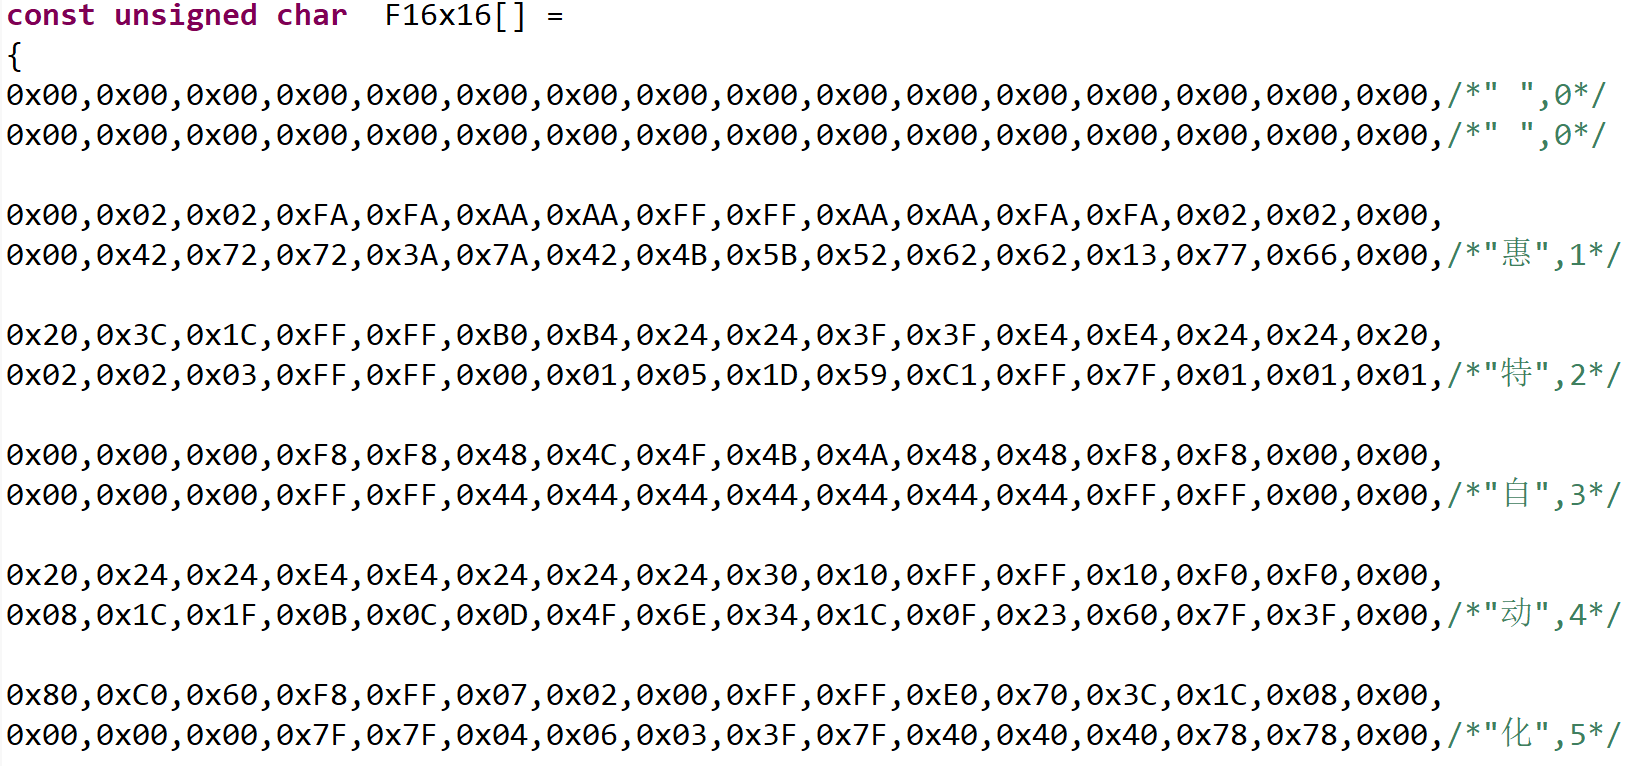 const unsigned char  F16x16[] =
{
0x00,0x00,0x00,0x00,0x00,0x00,0x00,0x00,0x00,0x00,0x00,0x00,0x00,0x00,0x00,0x00,/*" ",0*/
0x00,0x00,0x00,0x00,0x00,0x00,0x00,0x00,0x00,0x00,0x00,0x00,0x00,0x00,0x00,0x00,/*" ",0*/
0x00,0x02,0x02,0xFA,0xFA,0xAA,0xAA,0xFF,0xFF,0xAA,0xAA,0xFA,0xFA,0x02,0x02,0x00,
0x00,0x42,0x72,0x72,0x3A,0x7A,0x42,0x4B,0x5B,0x52,0x62,0x62,0x13,0x77,0x66,0x00,/*"惠",1*/
0x20,0x3C,0x1C,0xFF,0xFF,0xB0,0xB4,0x24,0x24,0x3F,0x3F,0xE4,0xE4,0x24,0x24,0x20,
0x02,0x02,0x03,0xFF,0xFF,0x00,0x01,0x05,0x1D,0x59,0xC1,0xFF,0x7F,0x01,0x01,0x01,/*"特",2*/
0x00,0x00,0x00,0xF8,0xF8,0x48,0x4C,0x4F,0x4B,0x4A,0x48,0x48,0xF8,0xF8,0x00,0x00,
0x00,0x00,0x00,0xFF,0xFF,0x44,0x44,0x44,0x44,0x44,0x44,0x44,0xFF,0xFF,0x00,0x00,/*"自",3*/
0x20,0x24,0x24,0xE4,0xE4,0x24,0x24,0x24,0x30,0x10,0xFF,0xFF,0x10,0xF0,0xF0,0x00,
0x08,0x1C,0x1F,0x0B,0x0C,0x0D,0x4F,0x6E,0x34,0x1C,0x0F,0x23,0x60,0x7F,0x3F,0x00,/*"动",4*/
0x80,0xC0,0x60,0xF8,0xFF,0x07,0x02,0x00,0xFF,0xFF,0xE0,0x70,0x3C,0x1C,0x08,0x00,
0x00,0x00,0x00,0x7F,0x7F,0x04,0x06,0x03,0x3F,0x7F,0x40,0x40,0x40,0x78,0x78,0x00,/*"化",5*/